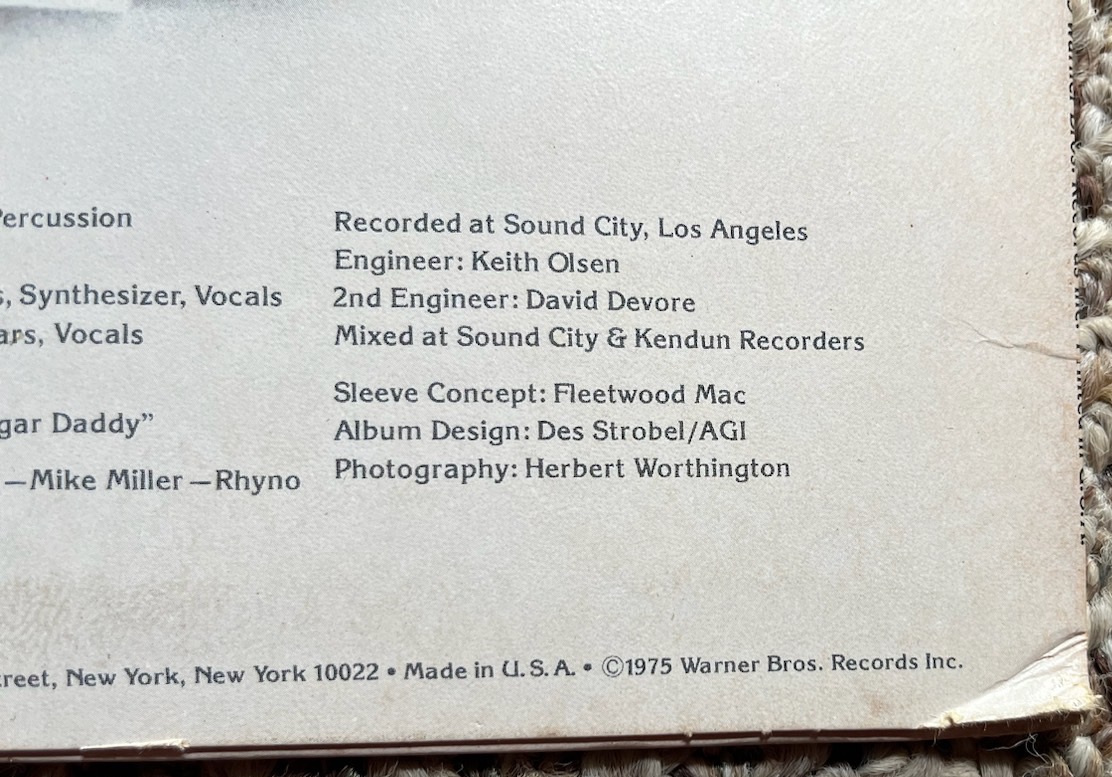 Percussion
, Synthesizer, Vocals
ars, Vocals
gar Daddy”
—Mike Miller—Rhyno
Recorded at Sound City, Los Angeles
Engineer: Keith Olsen
2nd Engineer: David Devore
Mixed at Sound City & Kendun Recorders
Sleeve Concept: Fleetwood Mac
Album Design: Des Strobel/AGI
Photography: Herbert Worthington
reet, New York, New York 10022 • Made in U.S.A. • ©1975 Warner Bros. Records Inc.